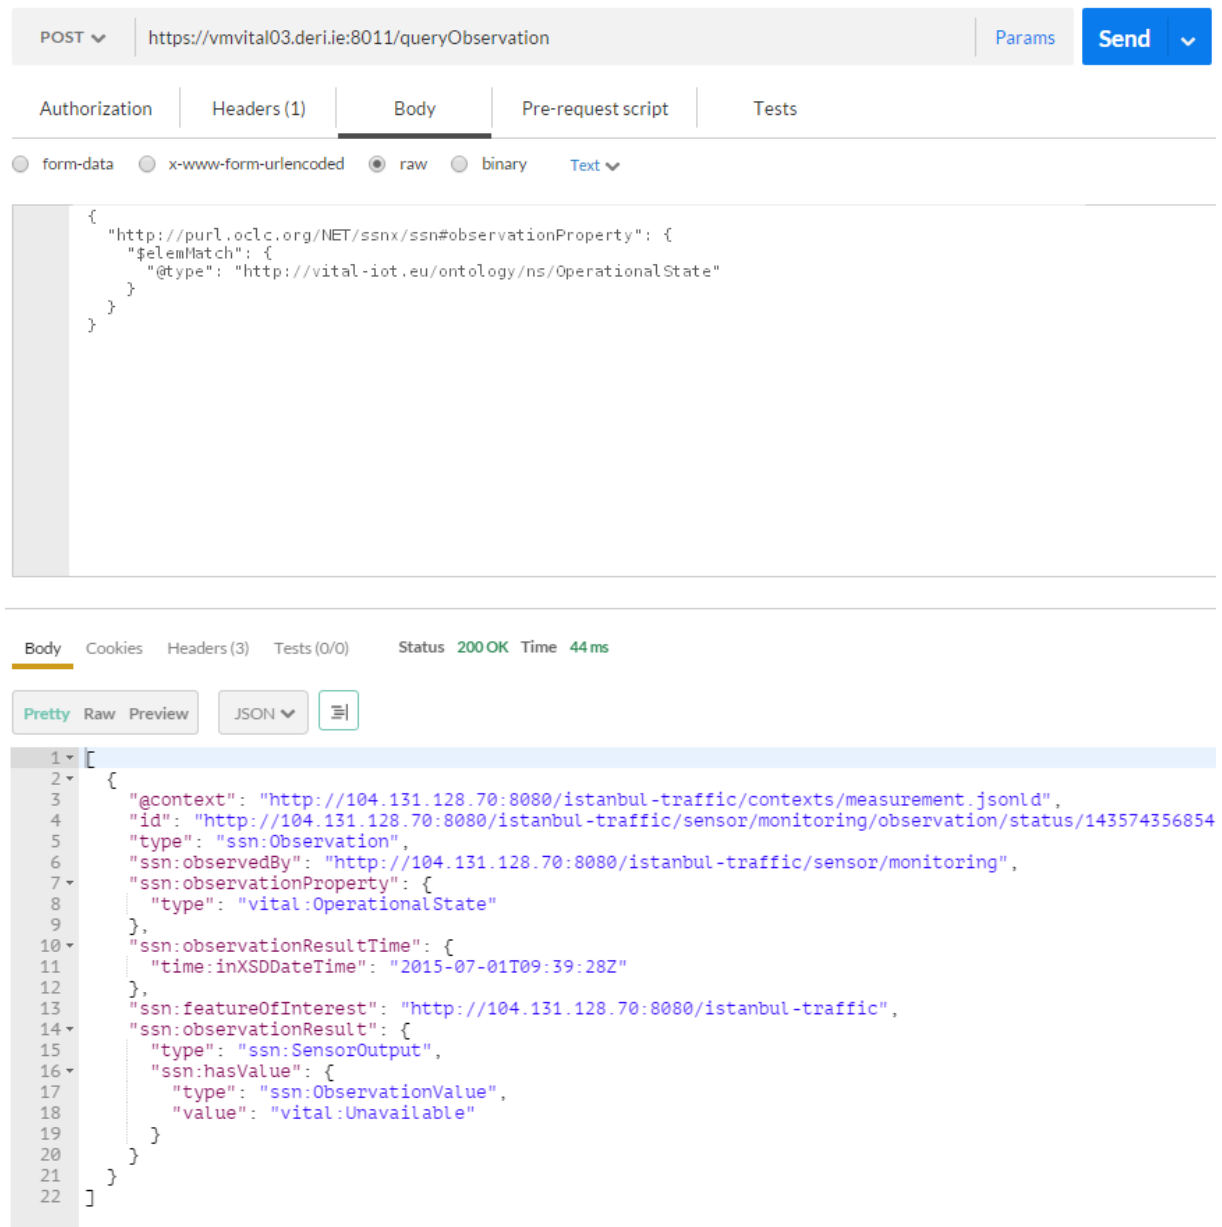 POST https://vmvital03.deri.ie:8011/queryObservation Params Send
Authorization Headers (1) Body Pre-request script Tests
form-data x-www-form-urlencoded raw binary Text
{
"http://purl.oclc.org/NET/ssnx/ssn#observationProperty": {
"$elemMatch": {
"@type": "http://vital-iot.eu/ontology/ns/OperationalState"
}
}
}
Body Cookies Headers (3) Tests (0/0) Status 200 OK Time 44 ms
Pretty Raw Preview JSON
1 [
2 {
3 "@context": "http://104.131.128.70:8080/istanbul-traffic/contexts/measurement.jsonld",
4 "id": "http://104.131.128.70:8080/istanbul-traffic/sensor/monitoring/observation/status/143574356854
5 "type": "ssn:Observation",
6 "ssn:observedBy": "http://104.131.128.70:8080/istanbul-traffic/sensor/monitoring",
7 "ssn:observationProperty": {
8 "type": "vital:OperationalState"
9 },
10 "ssn:observationResultTime": {
11 "time:inXSDDateTime": "2015-07-01T09:39:28Z"
12 },
13 "ssn:featureOfInterest": "http://104.131.128.70:8080/istanbul-traffic",
14 "ssn:observationResult": {
15 "type": "ssn:SensorOutput",
16 "ssn:hasValue": {
17 "type": "ssn:ObservationValue",
18 "value": "vital:Unavailable"
19 }
20 }
21 }
22 ]